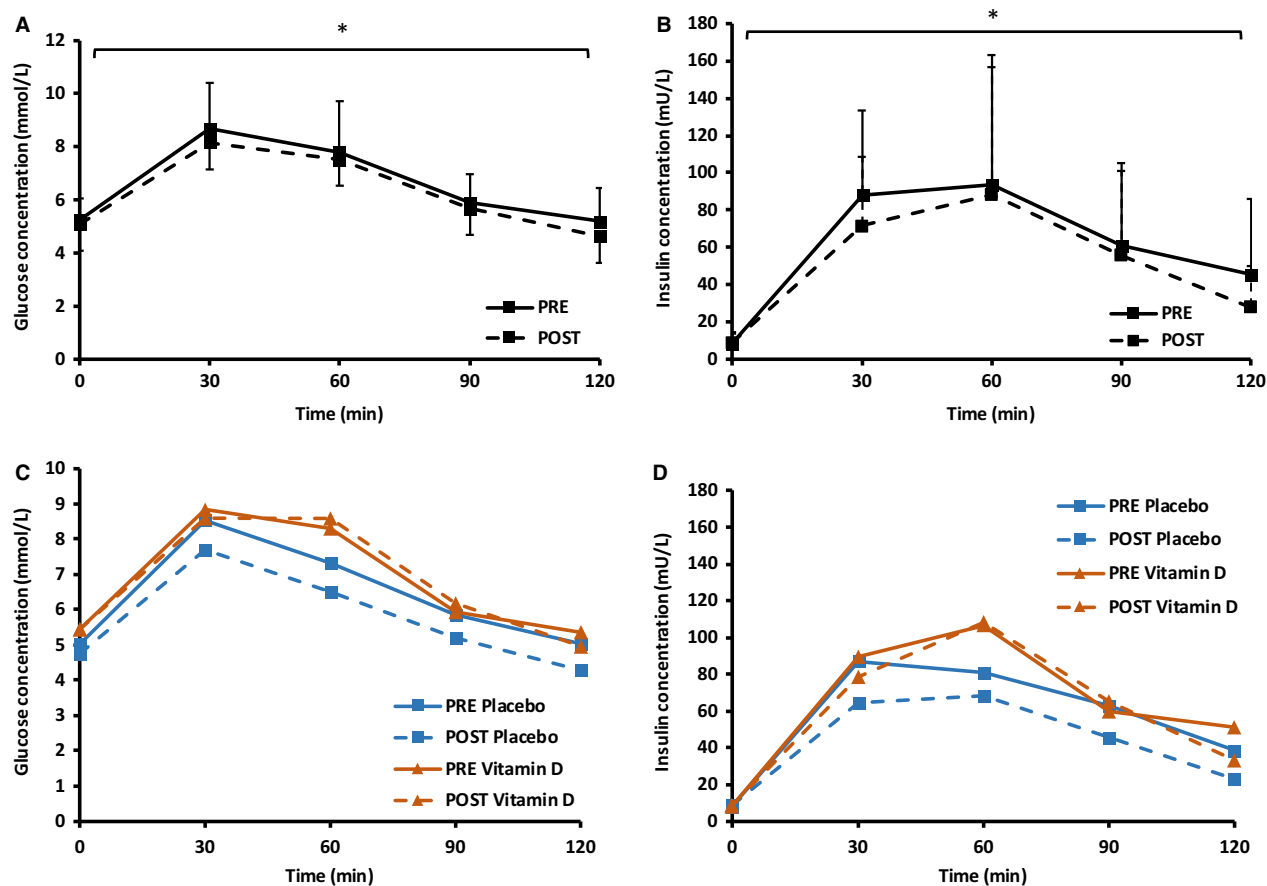 A
*
Glucose concentration (mmol/L)
12
10
8
6
4
2
0
PRE
POST
0 30 60 90 120
Time (min)
B
*
Insulin concentration (mU/L)
180
160
140
120
100
80
60
40
20
0
PRE
POST
0 30 60 90 120
Time (min)
C
Glucose concentration (mmol/L)
10
9
8
7
6
5
4
3
2
1
0
PRE Placebo
POST Placebo
PRE Vitamin D
POST Vitamin D
0 30 60 90 120
Time (min)
D
Insulin concentration (mU/L)
180
160
140
120
100
80
60
40
20
0
PRE Placebo
POST Placebo
PRE Vitamin D
POST Vitamin D
0 30 60 90 120
Time (min)